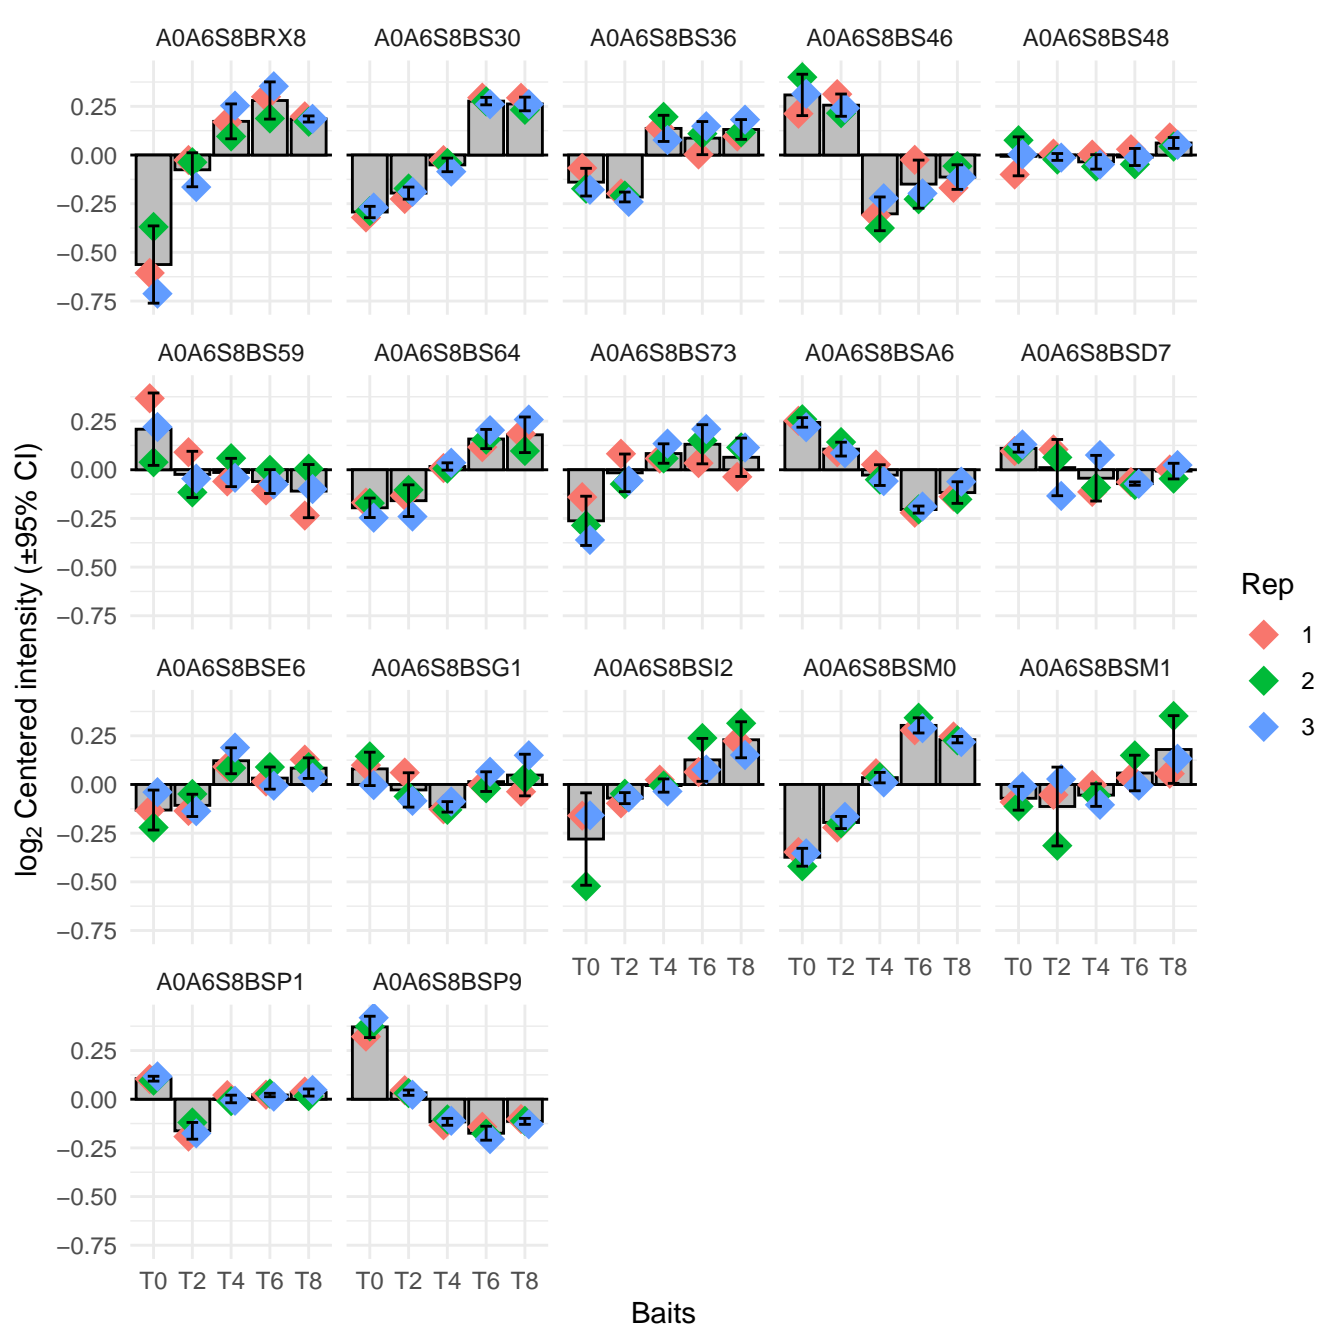 A0A6S8BRX8 A0A6S8BS30 A0A6S8BS36 A0A6S8BS46 A0A6S8BS48
0.25
0.00
−0.25
−0.50
−0.75
A0A6S8BS59 A0A6S8BS64 A0A6S8BS73 A0A6S8BSA6 A0A6S8BSD7
0.25
0.00
−0.25
−0.50
−0.75
log2 Centered intensity (±95% CI)
Rep
1
2
3
A0A6S8BSE6 A0A6S8BSG1 A0A6S8BSI2 A0A6S8BSM0 A0A6S8BSM1
0.25
0.00
−0.25
−0.50
−0.75
T0 T2 T4 T6 T8 T0 T2 T4 T6 T8 T0 T2 T4 T6 T8
A0A6S8BSP1 A0A6S8BSP9
0.25
0.00
−0.25
−0.50
−0.75
T0 T2 T4 T6 T8 T0 T2 T4 T6 T8
Baits